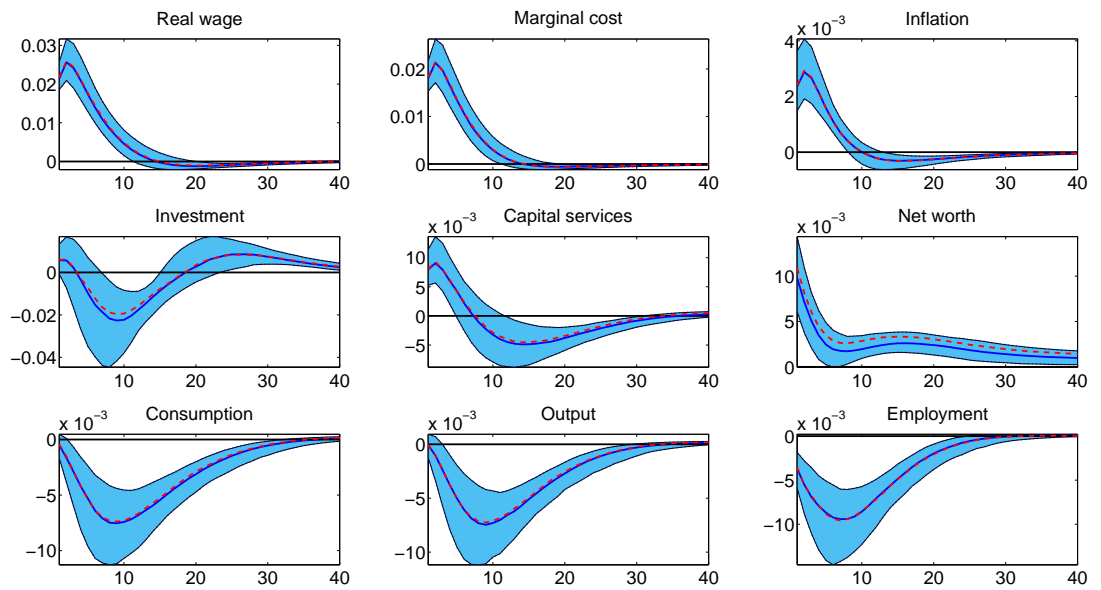 Real wage Marginal cost Inflation
x 10⁻³
0.03 0.02 4
0.02 0.01 2
0.01 0 0
0
10 20 30 40 10 20 30 40 10 20 30 40
Investment Capital services Net worth
x 10⁻³ x 10⁻³
0 10 10
−0.02 5 5
−0.04 0 0
−5
10 20 30 40 10 20 30 40 10 20 30 40
Consumption Output Employment
x 10⁻³ x 10⁻³ x 10⁻³
0 0 0
−5 −5 −5
−10 −10 −10
10 20 30 40 10 20 30 40 10 20 30 40